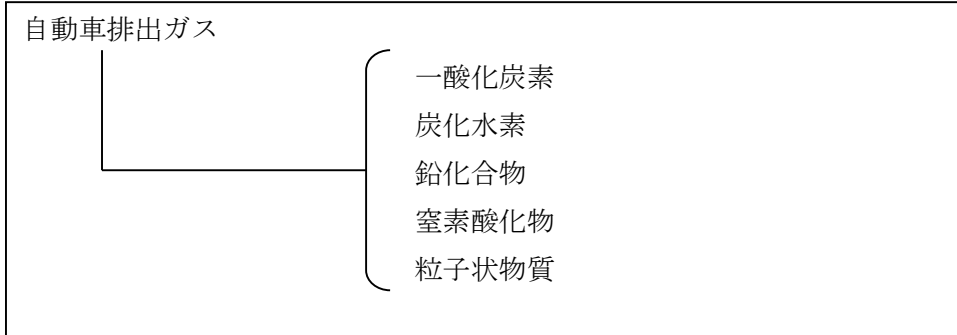 自動車排出ガス
一酸化炭素
炭化水素
鉛化合物
窒素酸化物
粒子状物質